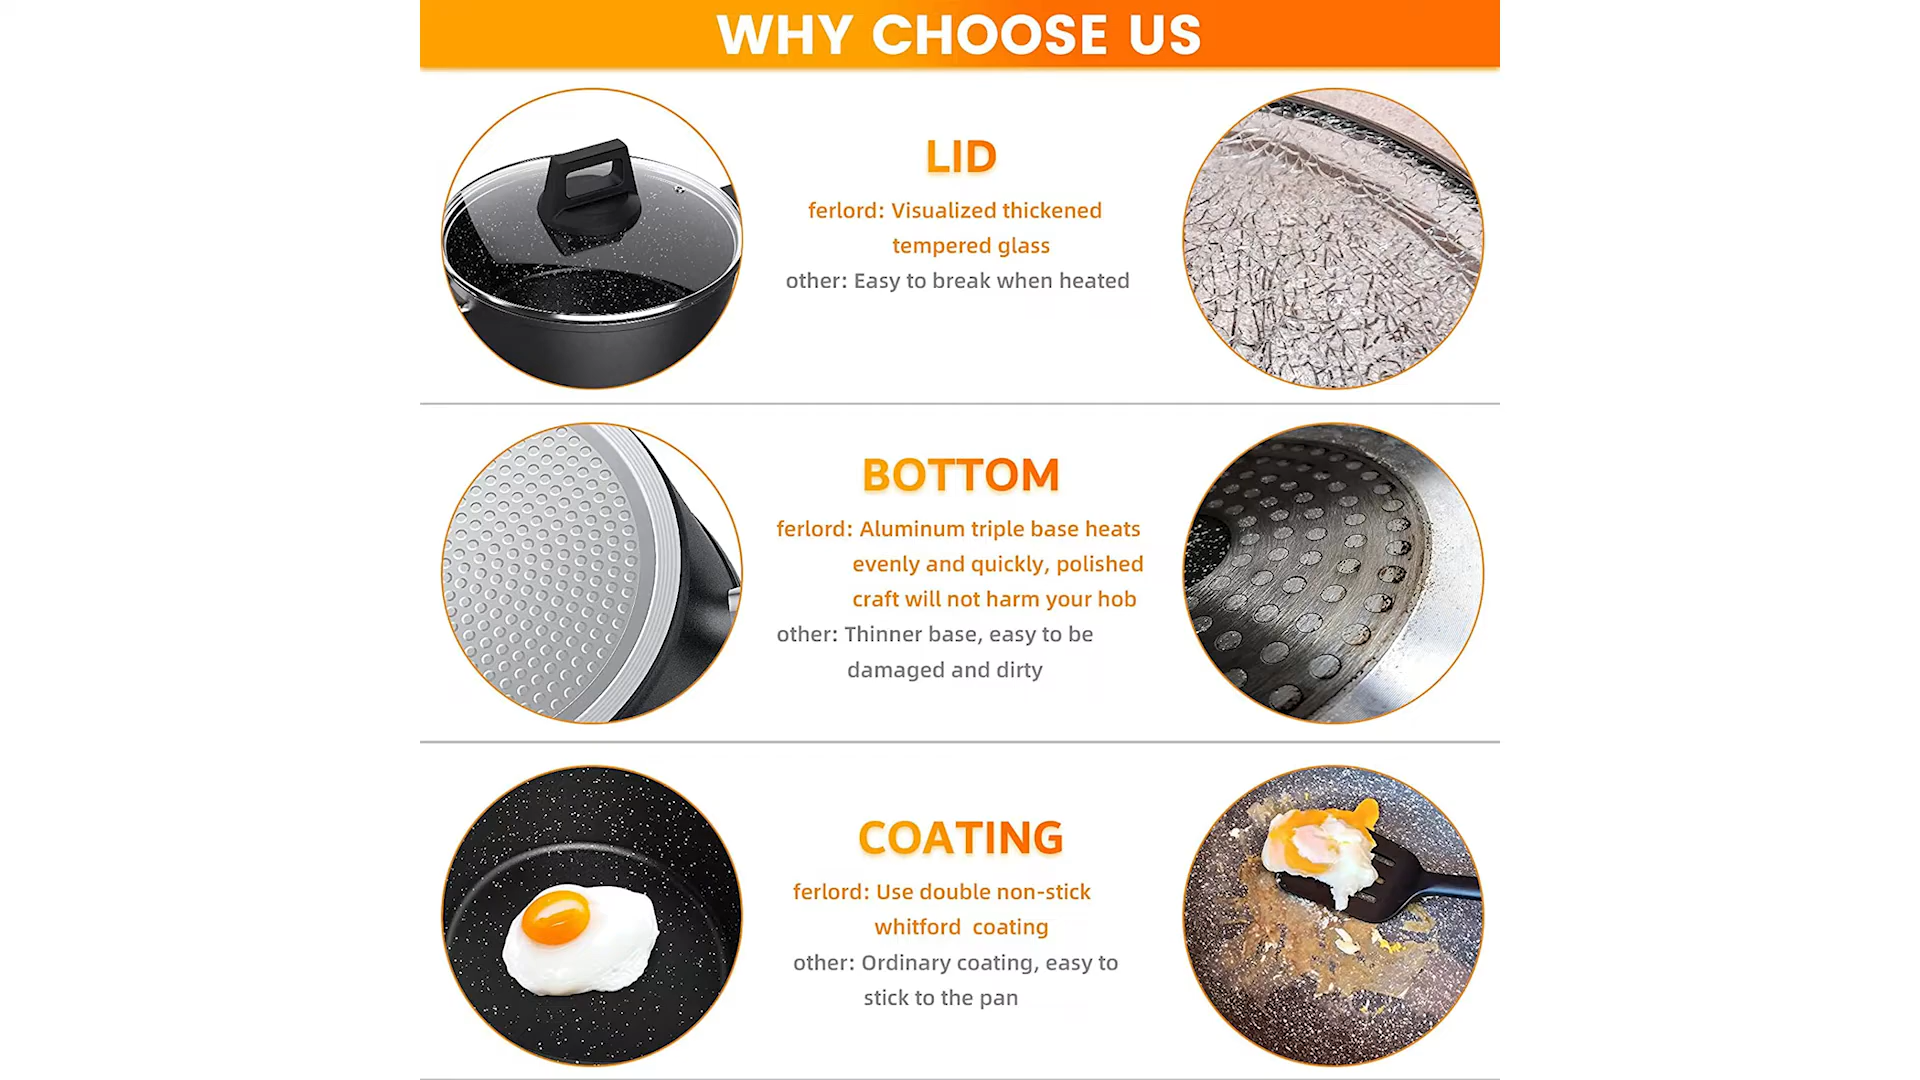 WHY CHOOSE US
LID
ferlord: Visualized thickened
tempered glass
other: Easy to break when heated
BOTTOM
ferlord: Aluminum triple base heats
evenly and quickly, polished
craft will not harm your hob
other: Thinner base, easy to be
damaged and dirty
COATING
ferlord: Use double non-stick
whitford coating
other: Ordinary coating, easy to
stick to the pan